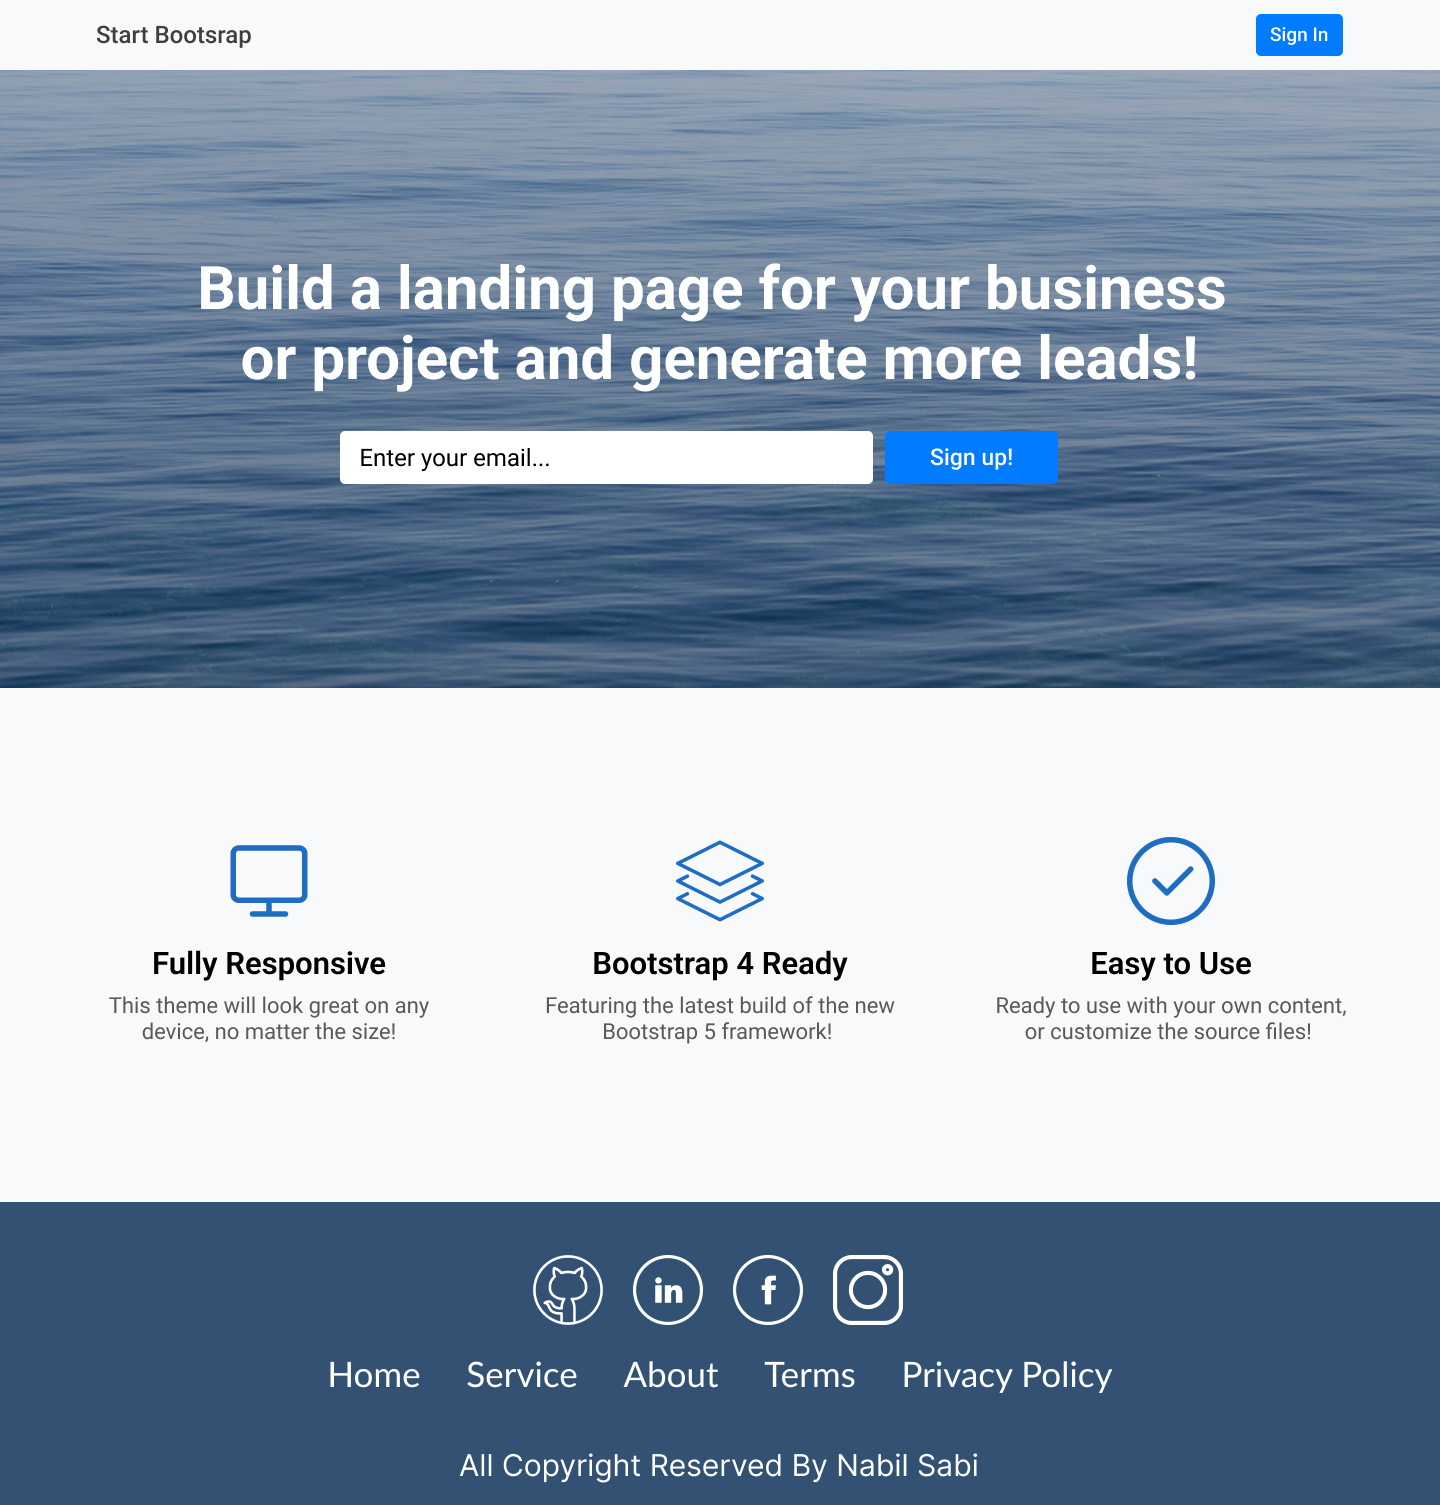 Start Bootsrap
Sign In
Build a landing page for your business
or project and generate more leads!
Enter your email...
Sign up!
Fully Responsive
This theme will look great on any
device, no matter the size!
Bootstrap 4 Ready
Featuring the latest build of the new
Bootstrap 5 framework!
Easy to Use
Ready to use with your own content,
or customize the source files!
in
f
Home Service About Terms Privacy Policy
All Copyright Reserved By Nabil Sabi